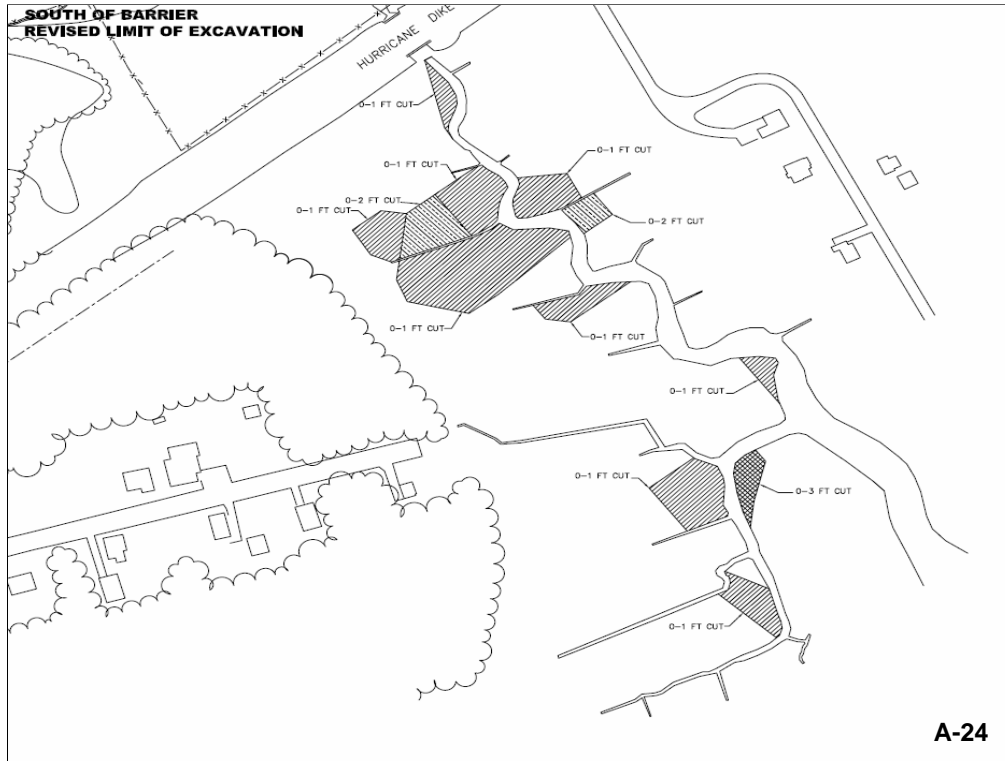 SOUTH OF BARRIER
REVISED LIMIT OF EXCAVATION
HURRICANE DIKE
0-1 FT CUT
0-1 FT CUT
0-1 FT CUT
0-2 FT CUT
0-1 FT CUT
0-2 FT CUT
0-1 FT CUT
0-1 FT CUT
0-1 FT CUT
0-1 FT CUT
0-3 FT CUT
0-1 FT CUT
A-24